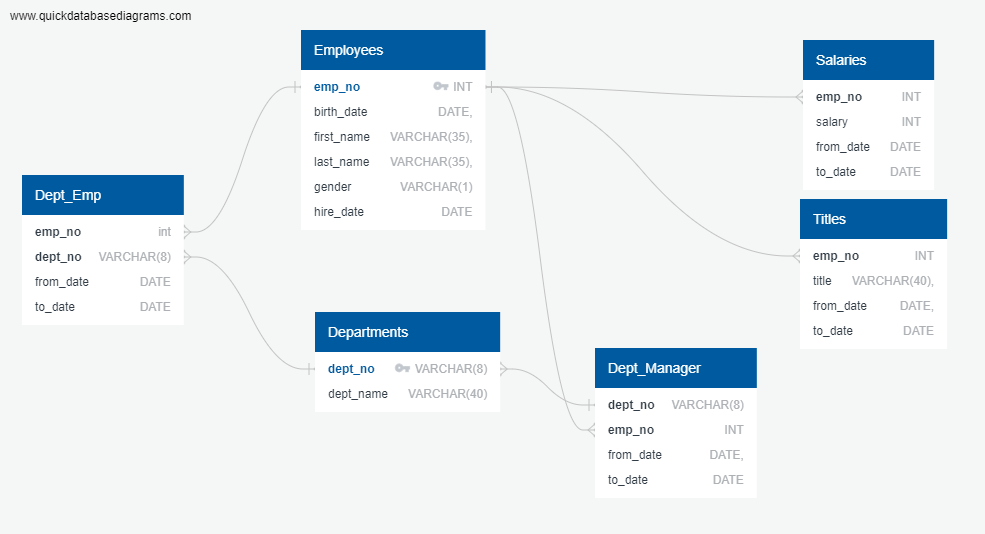 www.quickdatabasediagrams.com
Employees
emp_no INT
birth_date DATE,
first_name VARCHAR(35),
last_name VARCHAR(35),
gender VARCHAR(1)
hire_date DATE
Salaries
emp_no INT
salary INT
from_date DATE
to_date DATE
Dept_Emp
emp_no int
dept_no VARCHAR(8)
from_date DATE
to_date DATE
Titles
emp_no INT
title VARCHAR(40),
from_date DATE,
to_date DATE
Departments
dept_no VARCHAR(8)
dept_name VARCHAR(40)
Dept_Manager
dept_no VARCHAR(8)
emp_no INT
from_date DATE,
to_date DATE